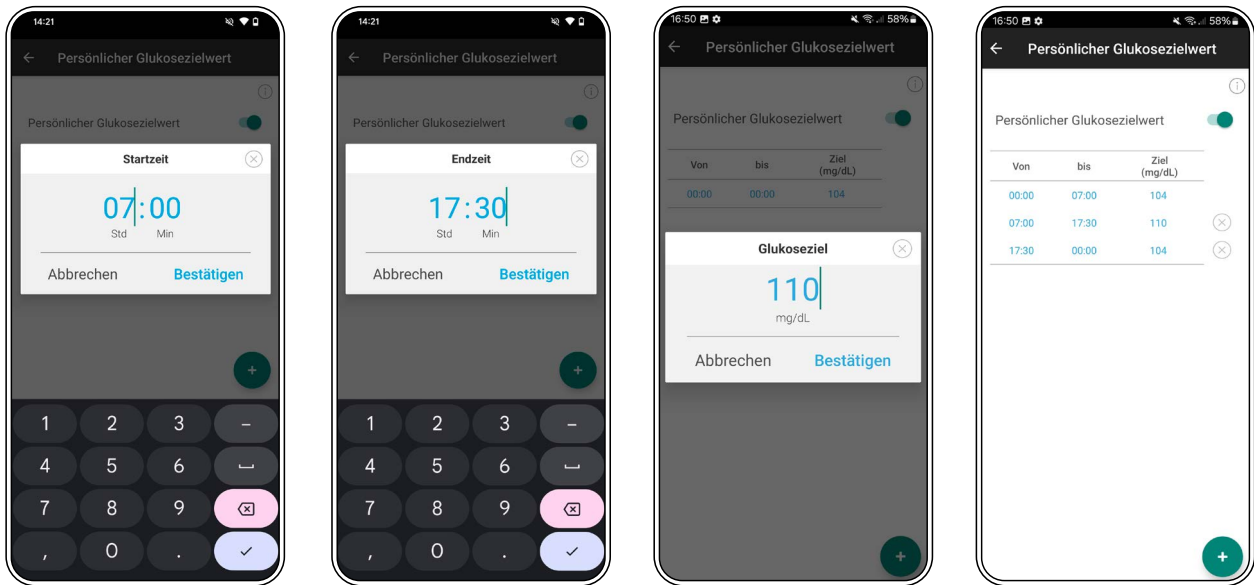 14:21
Persönlicher Glukosezielwert
Persönlicher Glukosezielwert
Startzeit
07:00
Std Min
Abbrechen Bestätigen
+
1 2 3 –
4 5 6
7 8 9
, 0 .
14:21
Persönlicher Glukosezielwert
Persönlicher Glukosezielwert
Endzeit
17:30
Std Min
Abbrechen Bestätigen
+
1 2 3 –
4 5 6
7 8 9
, 0 .
16:50 58%
Persönlicher Glukosezielwert
Persönlicher Glukosezielwert
Von bis Ziel
(mg/dL)
00:00 00:00 104
Glukoseziel
110
mg/dL
Abbrechen Bestätigen
+
16:50 58%
Persönlicher Glukosezielwert
Persönlicher Glukosezielwert
Von bis Ziel
(mg/dL)
00:00 07:00 104
07:00 17:30 110
17:30 00:00 104
+